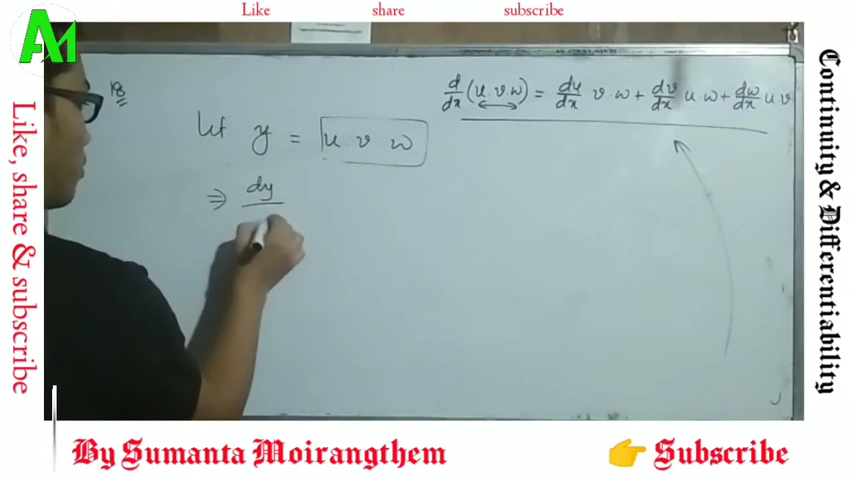 Like share subscribe
AM
Like, share & subscribe
Continuity & Differentiability
18
d/dx (u.v.w) = du/dx v.w + dv/dx u.w + dw/dx u.v
Let y = u.v.w
⇒ dy
By Sumanta Moirangthem
👉 Subscribe